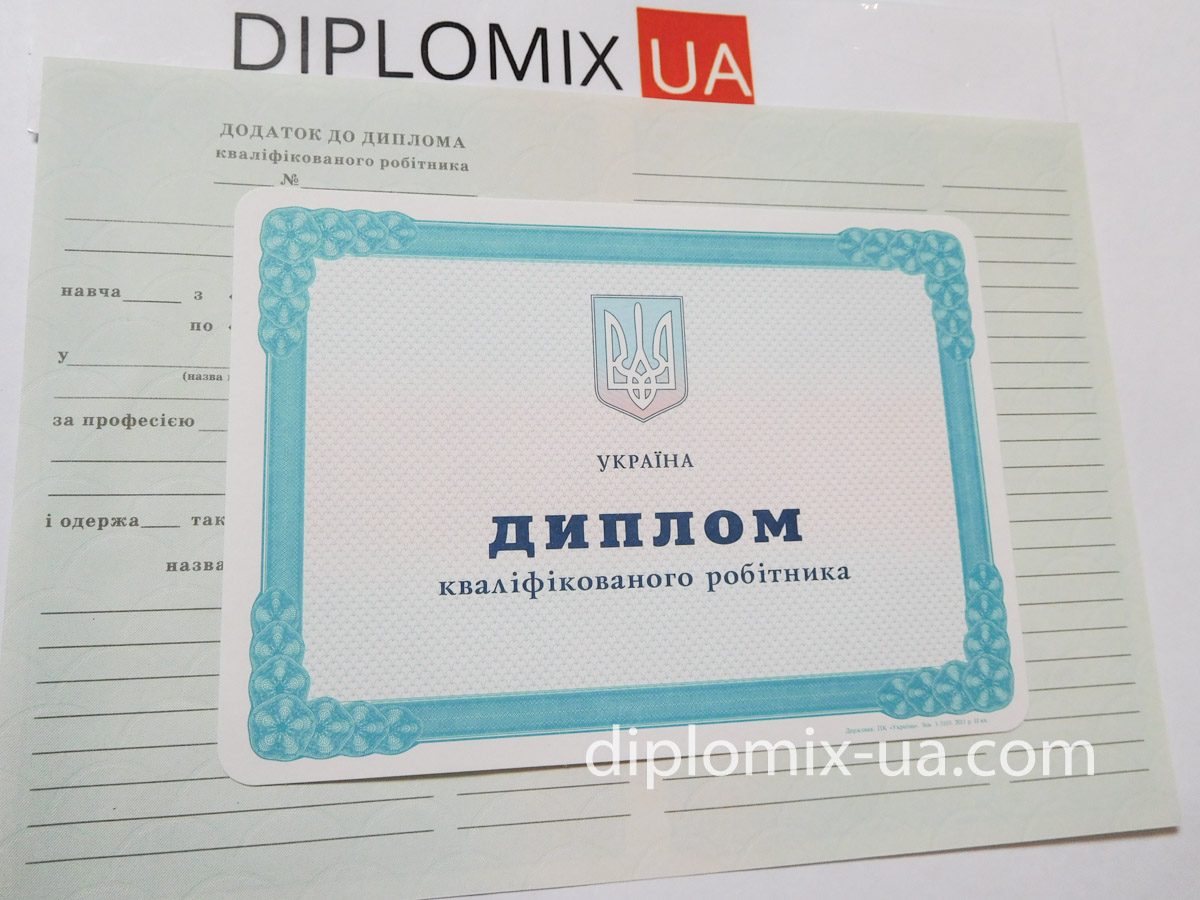 DIPLOMIX UA
ДОДАТОК ДО ДИПЛОМА
кваліфікованого робітника
№
навча з «
по «
у
(назва
за професією
і одержа так
назва
УКРАЇНА
ДИПЛОМ
кваліфікованого робітника
diplomix-ua.com